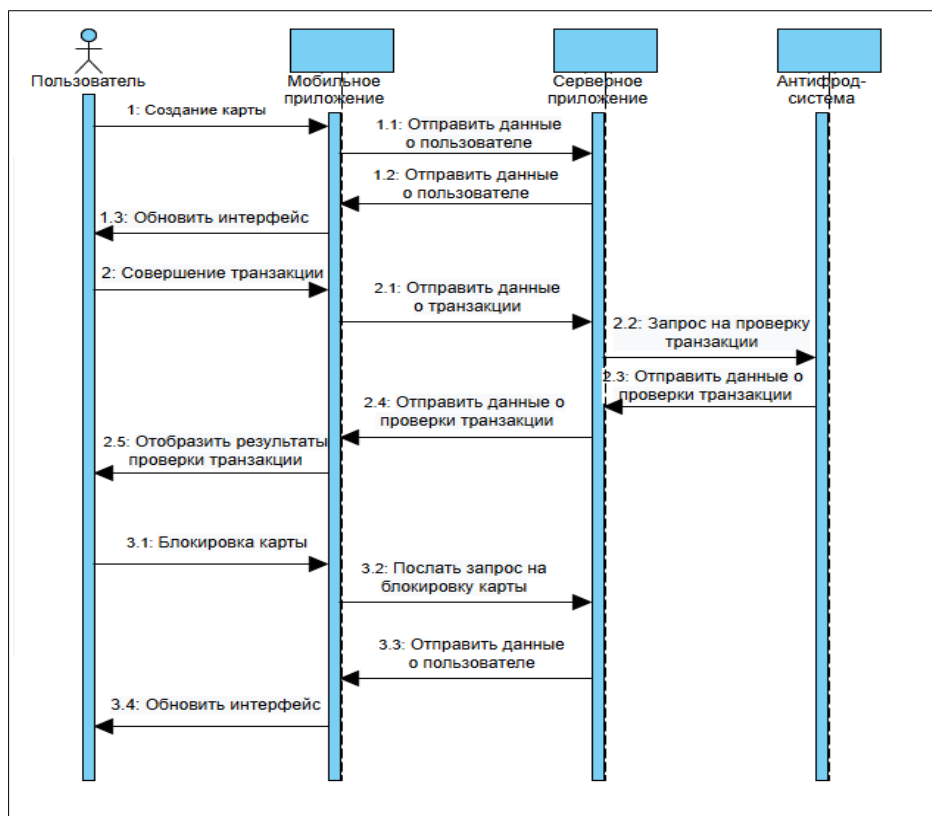 Пользователь
Мобильное
приложение
Серверное
приложение
Антифрод-
система
1: Создание карты
1.1: Отправить данные
о пользователе
1.2: Отправить данные
о пользователе
1.3: Обновить интерфейс
2: Совершение транзакции
2.1: Отправить данные
о транзакции
2.2: Запрос на проверку
транзакции
2.3: Отправить данные о
проверки транзакции
2.4: Отправить данные о
проверки транзакции
2.5: Отобразить результаты
проверки транзакции
3.1: Блокировка карты
3.2: Послать запрос на
блокировку карты
3.3: Отправить данные
о пользователе
3.4: Обновить интерфейс